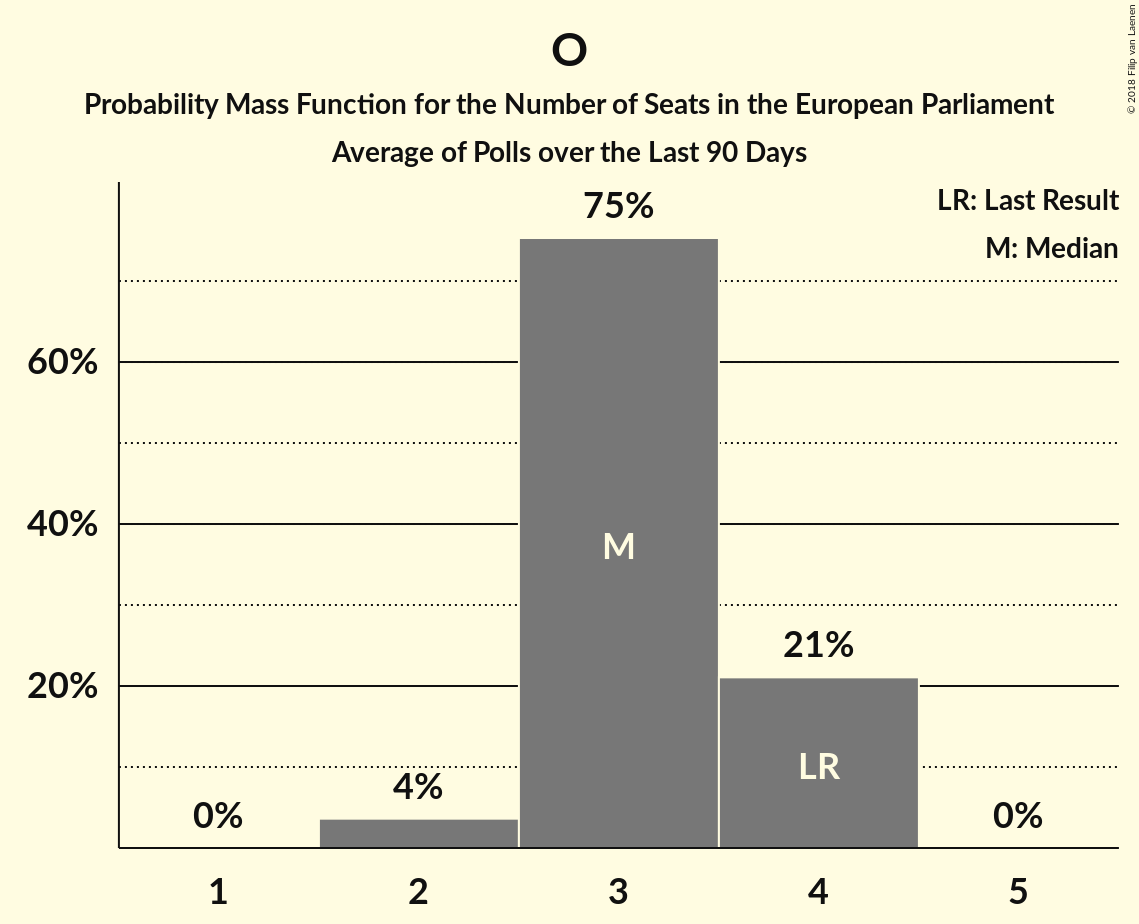 O
Probability Mass Function for the Number of Seats in the European Parliament
Average of Polls over the Last 90 Days
© 2018 Filip van Laenen
LR: Last Result
M: Median
75%
60%
M
40%
21%
20%
LR
4%
0%
0%
1
2
3
4
5